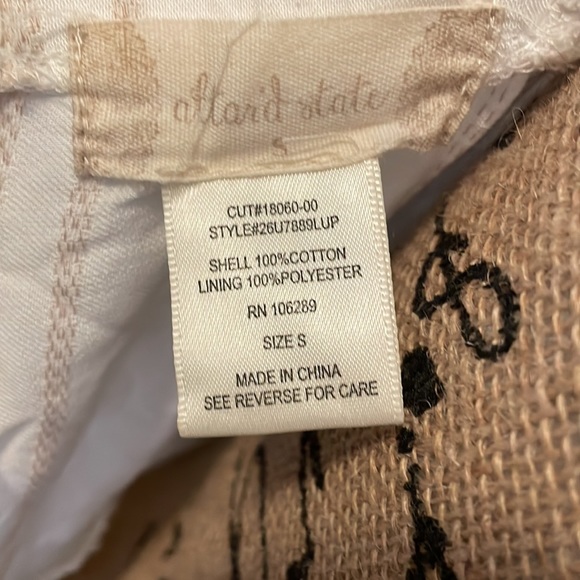 altar'd state
S
CUT#18060-00
STYLE#26U7889LUP
SHELL 100%COTTON
LINING 100%POLYESTER
RN 106289
SIZE S
MADE IN CHINA
SEE REVERSE FOR CARE